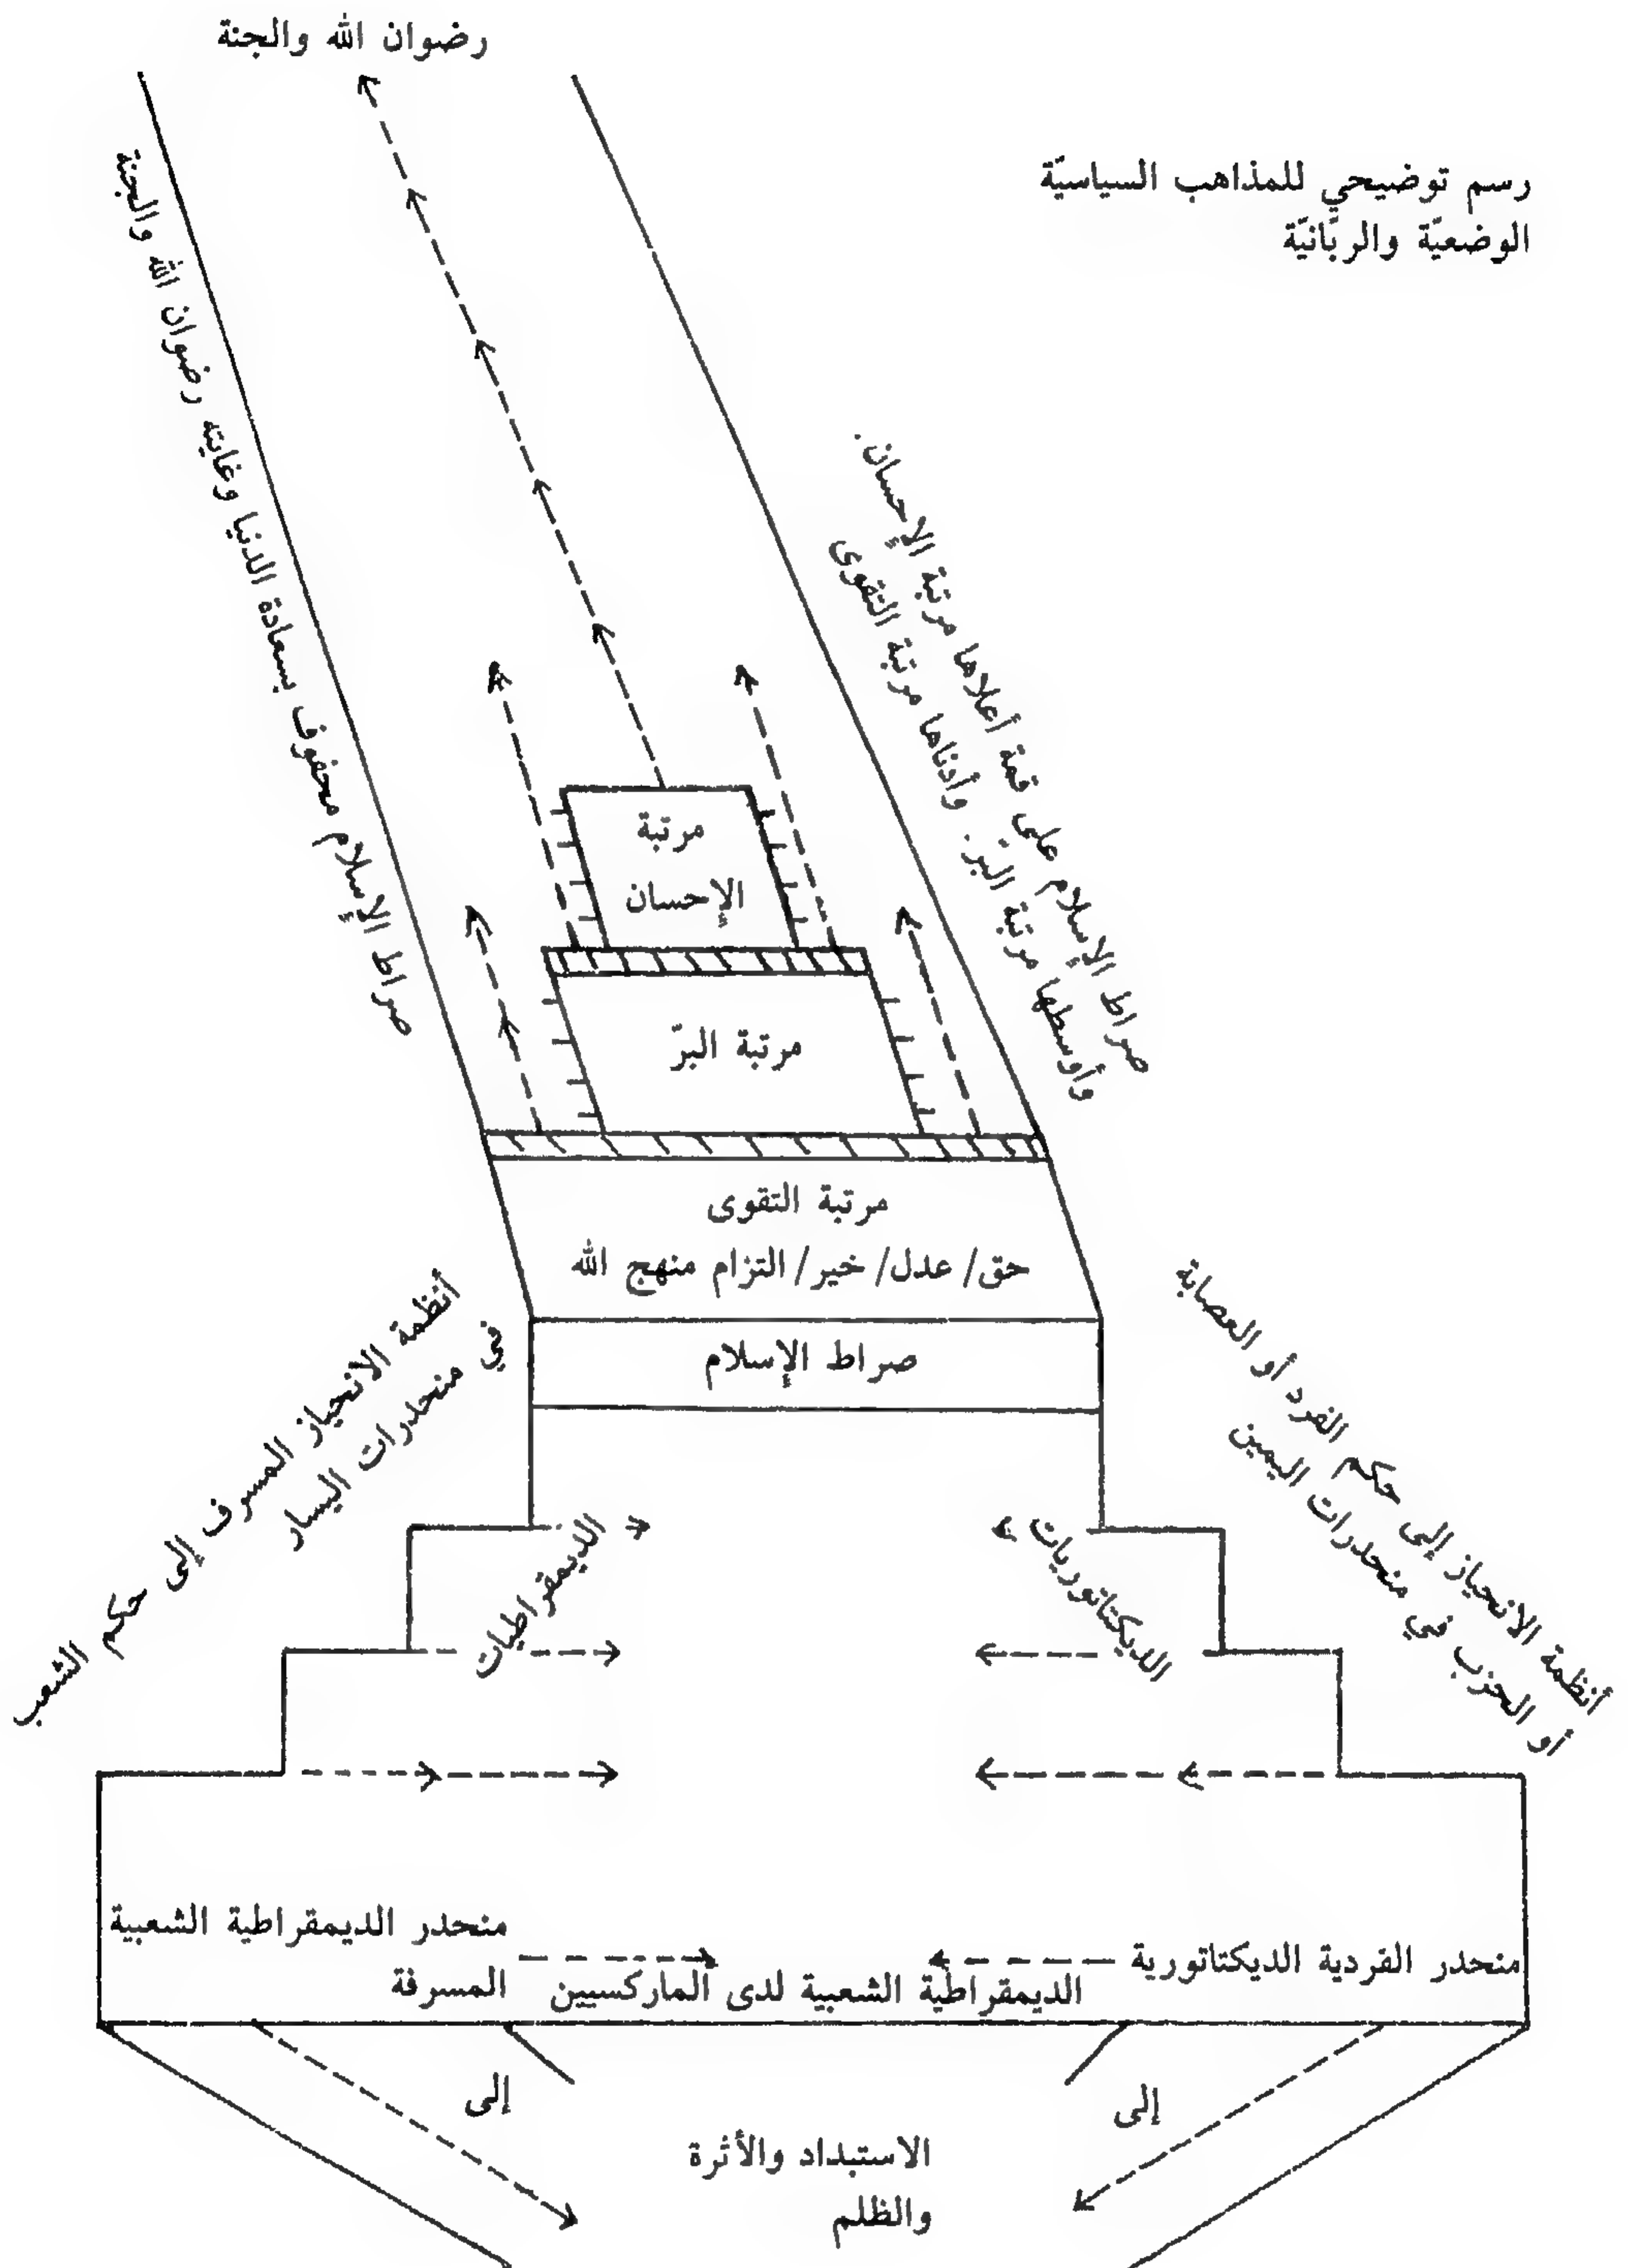 رضوان الله والجنة
رسم توضيحي للمذاهب السياسيّة
الوضعيّة والربّانيّة
صراط الإسلام محفوف بسعادة الدنيا وغايته رضوان الله والجنة
صراط الإسلام على قمة أعلاها مرتبة الإحسان.
وأوسطها مرتبة البرّ. وأدناها مرتبة التقوى
مرتبة
الإحسان
مرتبة البرّ
مرتبة التقوى
حق/ عدل/ خير/ التزام منهج الله
صراط الإسلام
أنظمة الانحياز إلى حكم الفرد أو العصابة
أو الحزب في منحدرات اليمين
أنظمة الانحياز المسرف إلى حكم الشعب
في منحدرات اليسار
الديكتاتوريات
الديمقراطيات
منحدر الفردية الديكتاتورية
منحدر الديمقراطية الشعبية
المسرفة
الديمقراطية الشعبية لدى الماركسيين
إلى
إلى
الاستبداد والأثرة
والظلم